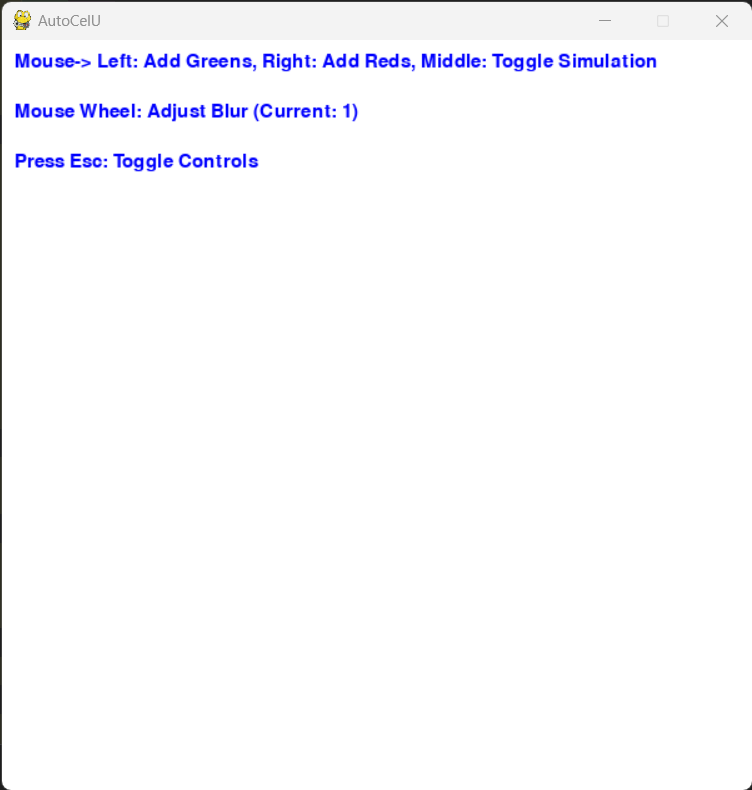 AutoCelU
Mouse-> Left: Add Greens, Right: Add Reds, Middle: Toggle Simulation
Mouse Wheel: Adjust Blur (Current: 1)
Press Esc: Toggle Controls